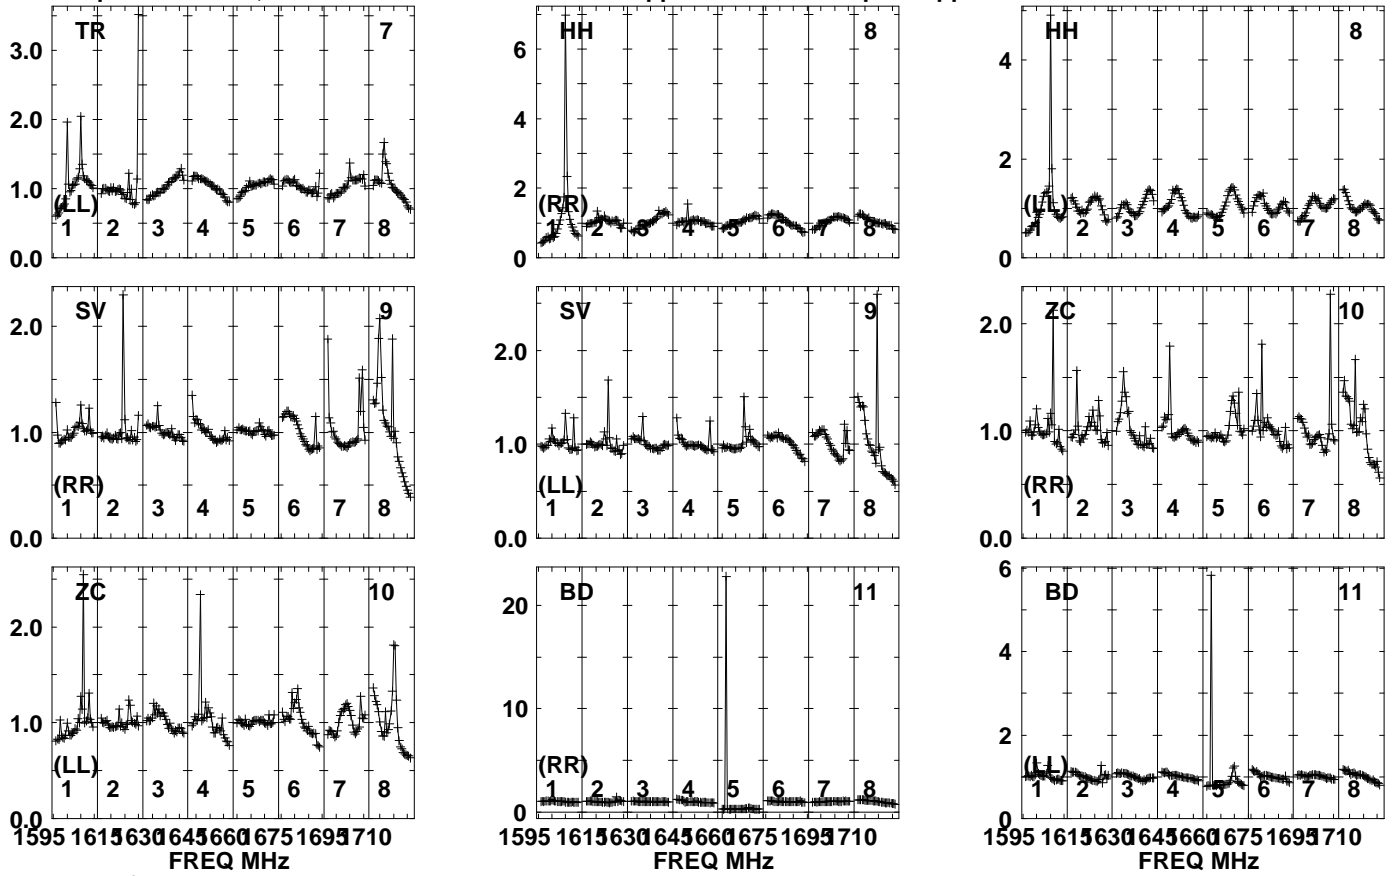 TR 7 HH 8 HH 8
3.0 6 4
2.0 4 2
1.0 2 0
0.0 0
(LL) (RR) (LL)
1 2 3 4 5 6 7 8 1 2 3 4 5 6 7 8 1 2 3 4 5 6 7 8
SV 9 SV 9 ZC 10
2.0 2.0 2.0
1.0 1.0 1.0
(RR) (LL) (RR)
1 2 3 4 5 6 7 8 1 2 3 4 5 6 7 8 1 2 3 4 5 6 7 8
0.0 0.0 0.0
ZC 10 BD 11 BD 11
2.0 20 6
1.0 10 4
0.0 0 2
0
(LL) (RR) (LL)
1 2 3 4 5 6 7 8 1 2 3 4 5 6 7 8 1 2 3 4 5 6 7 8
1595 1615 1630 1645 1660 1675 1695 1710 1595 1615 1630 1645 1660 1675 1695 1710 1595 1615 1630 1645 1660 1675 1695 1710
FREQ MHz FREQ MHz FREQ MHz